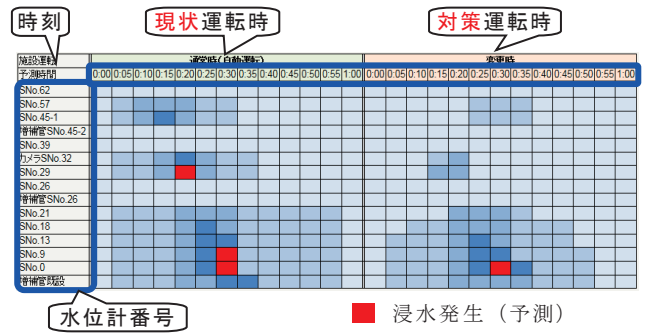 時刻 現状運転時 対策運転時
施設運転 通常時(自動運転) 変更時
予測時間 0:00 0:05 0:10 0:15 0:20 0:25 0:30 0:35 0:40 0:45 0:50 0:55 1:00 0:00 0:05 0:10 0:15 0:20 0:25 0:30 0:35 0:40 0:45 0:50 0:55 1:00
SNo.62
SNo.57
SNo.45-1
増補管SNo.45-2
SNo.39
カメラSNo.32
SNo.29
SNo.26
増補管SNo.26
SNo.21
SNo.18
SNo.13
SNo.9
SNo.0
増補管既設
水位計番号
浸水発生（予測）